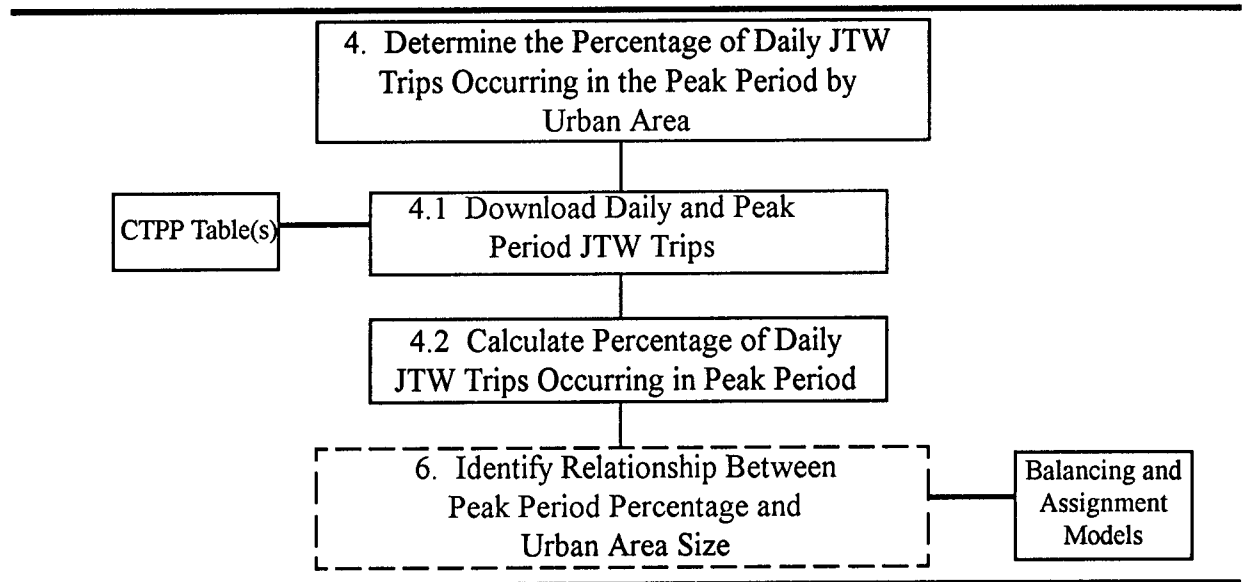 4. Determine the Percentage of Daily JTW
Trips Occurring in the Peak Period by
Urban Area
CTPP Table(s)
4.1 Download Daily and Peak
Period JTW Trips
4.2 Calculate Percentage of Daily
JTW Trips Occurring in Peak Period
6. Identify Relationship Between
Peak Period Percentage and
Urban Area Size
Balancing and
Assignment
Models